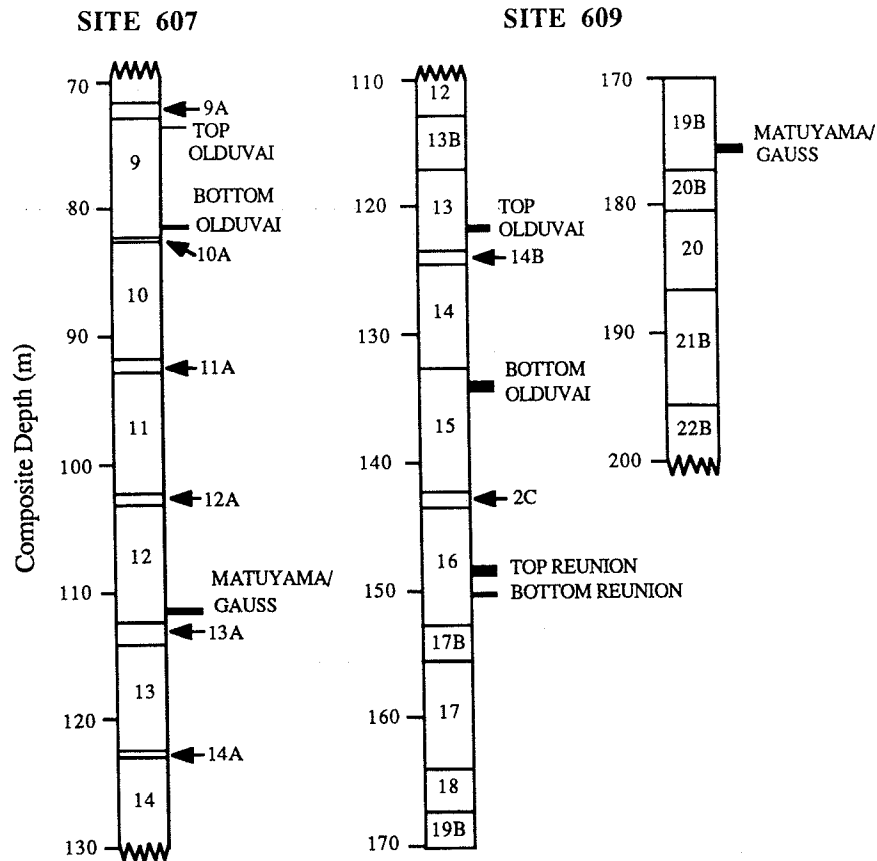 SITE 607
Composite Depth (m)
70
80
90
100
110
120
130
9
10
11
12
13
14
9A
TOP
OLDUVAI
BOTTOM
OLDUVAI
10A
11A
12A
MATUYAMA/
GAUSS
13A
14A
SITE 609
110
120
130
140
150
160
170
12
13B
13
14
15
16
17B
17
18
19B
TOP
OLDUVAI
14B
BOTTOM
OLDUVAI
2C
TOP REUNION
BOTTOM REUNION
170
180
190
200
19B
20B
20
21B
22B
MATUYAMA/
GAUSS